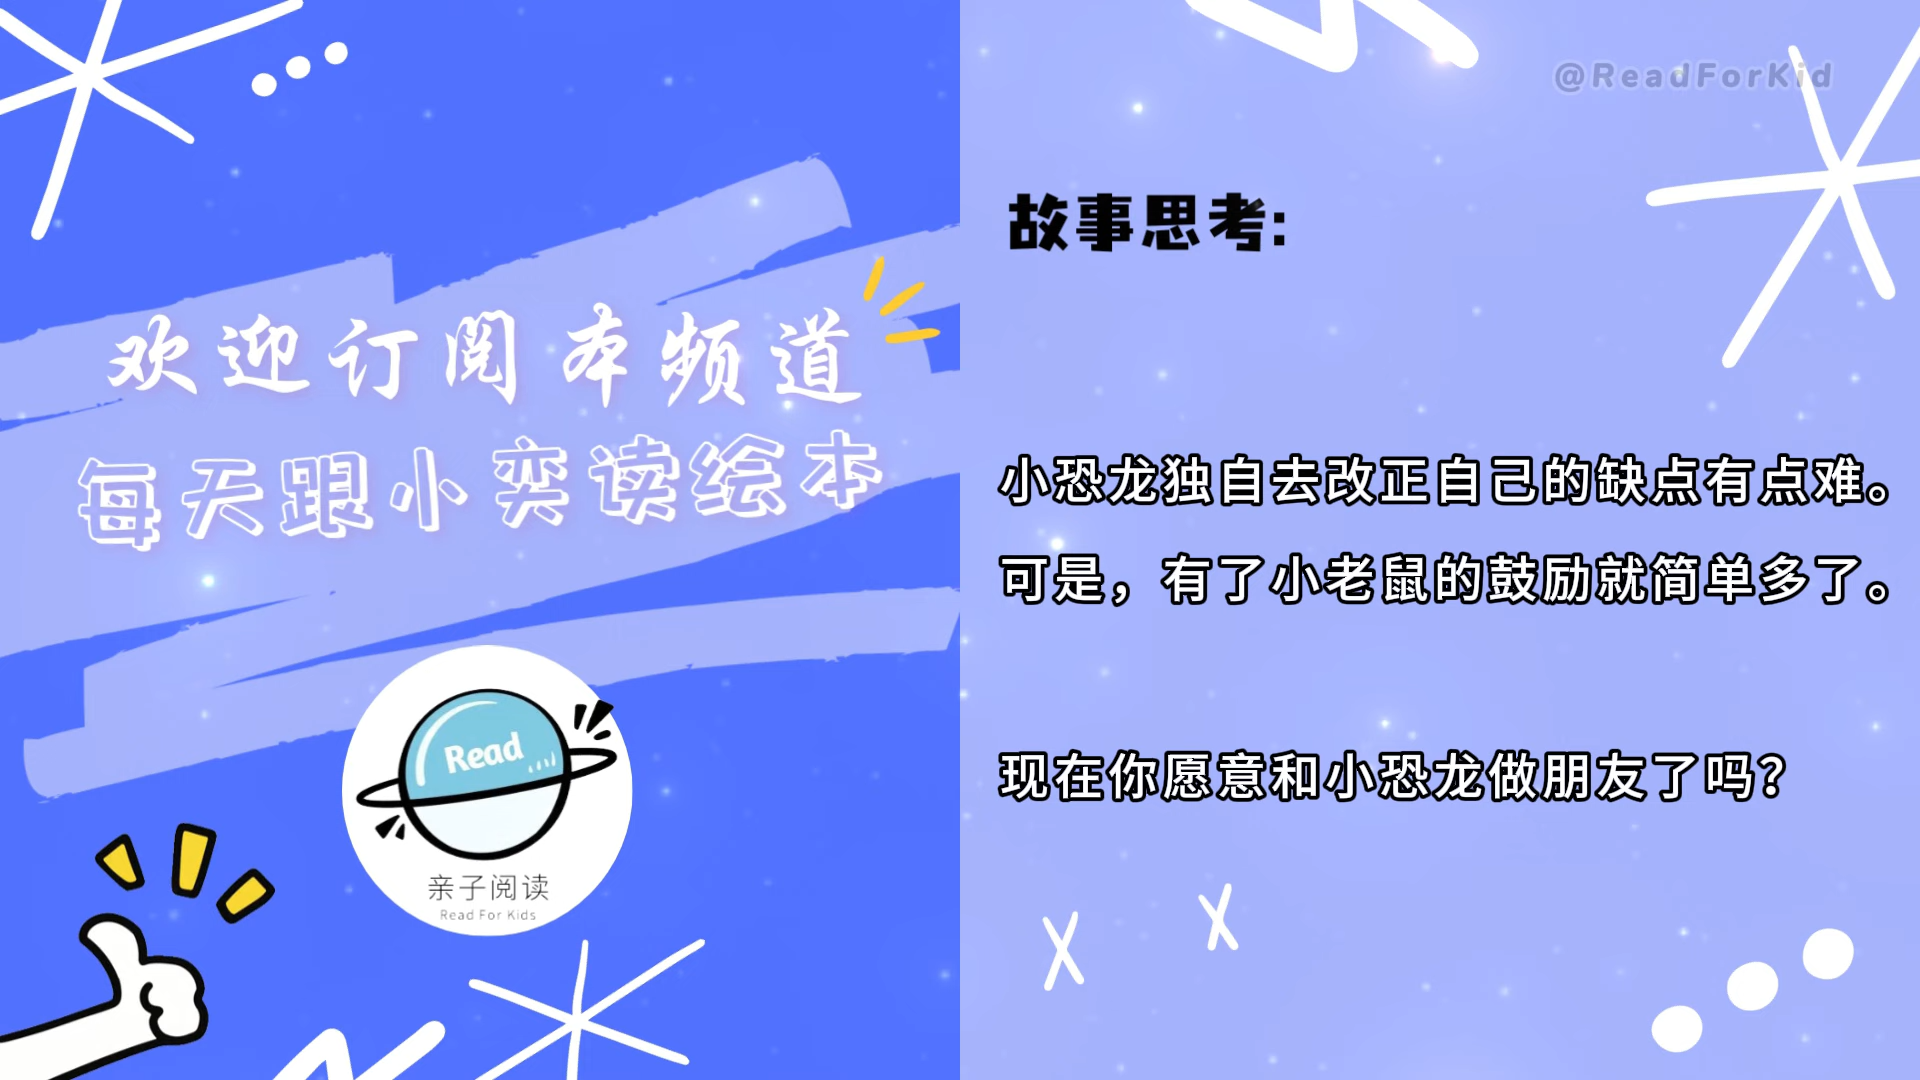 欢迎订阅本频道
每天跟小奕读绘本
Read
亲子阅读
Read For Kids
@ReadForKid
故事思考:
小恐龙独自去改正自己的缺点有点难。
可是，有了小老鼠的鼓励就简单多了。
现在你愿意和小恐龙做朋友了吗？